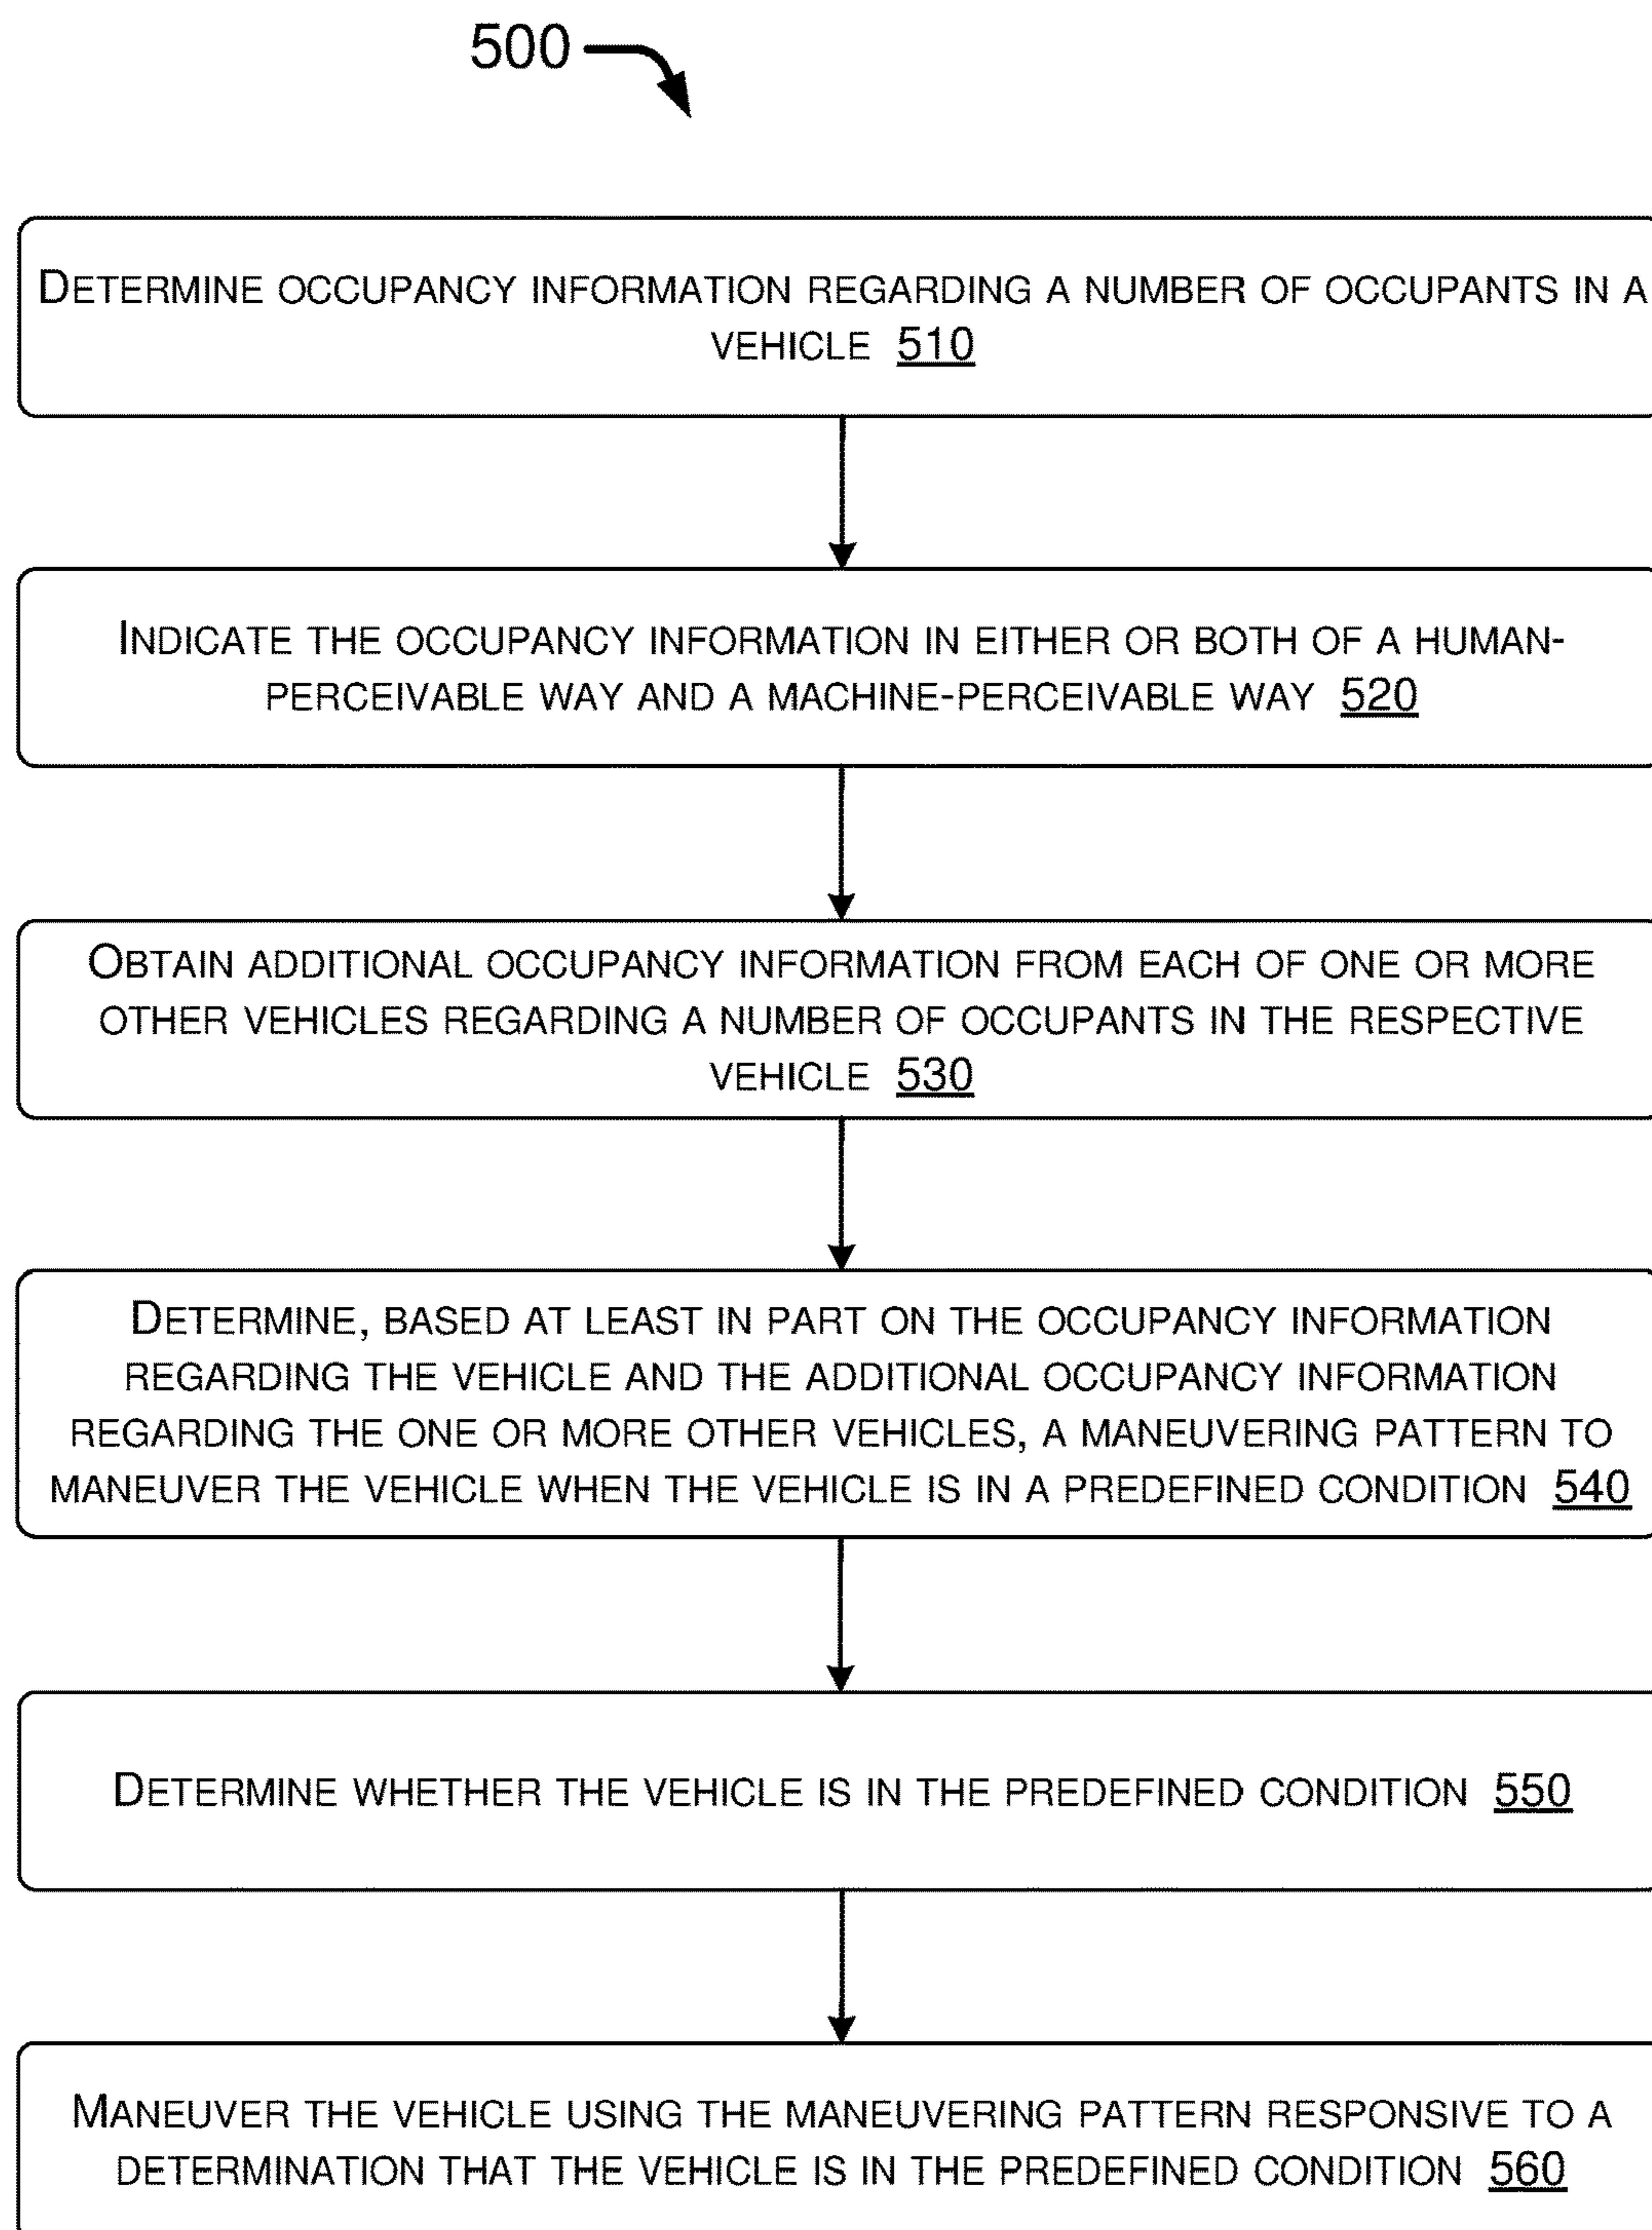 500
DETERMINE OCCUPANCY INFORMATION REGARDING A NUMBER OF OCCUPANTS IN A
VEHICLE 510
INDICATE THE OCCUPANCY INFORMATION IN EITHER OR BOTH OF A HUMAN-
PERCEIVABLE WAY AND A MACHINE-PERCEIVABLE WAY 520
OBTAIN ADDITIONAL OCCUPANCY INFORMATION FROM EACH OF ONE OR MORE
OTHER VEHICLES REGARDING A NUMBER OF OCCUPANTS IN THE RESPECTIVE
VEHICLE 530
DETERMINE, BASED AT LEAST IN PART ON THE OCCUPANCY INFORMATION
REGARDING THE VEHICLE AND THE ADDITIONAL OCCUPANCY INFORMATION
REGARDING THE ONE OR MORE OTHER VEHICLES, A MANEUVERING PATTERN TO
MANEUVER THE VEHICLE WHEN THE VEHICLE IS IN A PREDEFINED CONDITION 540
DETERMINE WHETHER THE VEHICLE IS IN THE PREDEFINED CONDITION 550
MANEUVER THE VEHICLE USING THE MANEUVERING PATTERN RESPONSIVE TO A
DETERMINATION THAT THE VEHICLE IS IN THE PREDEFINED CONDITION 560